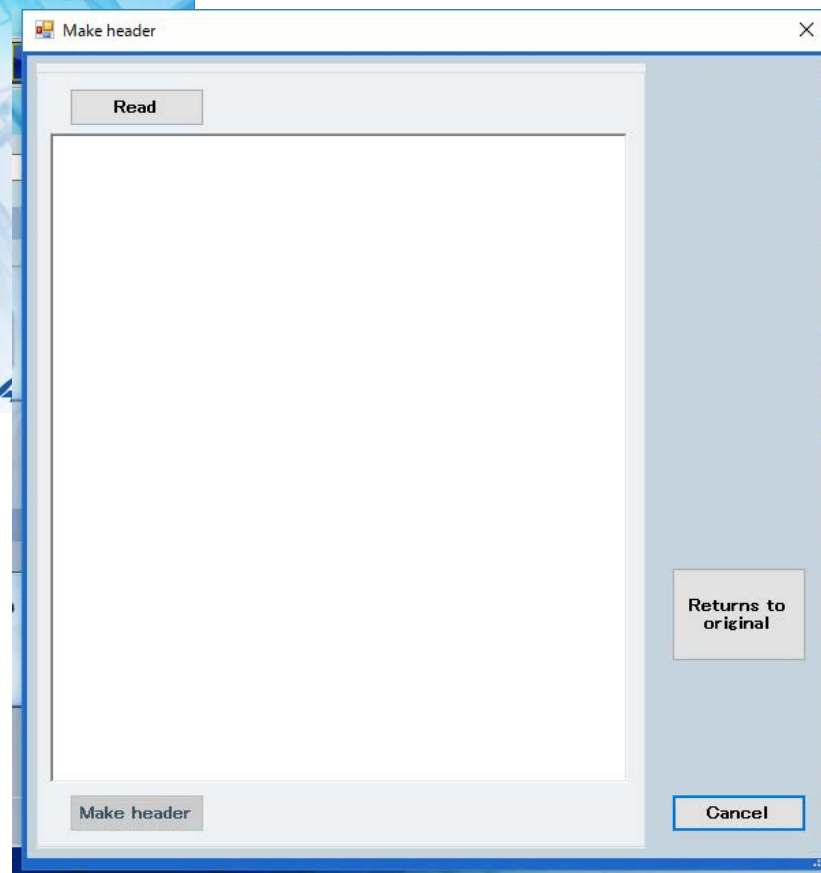 Make header
Read
Returns to
original
Make header
Cancel